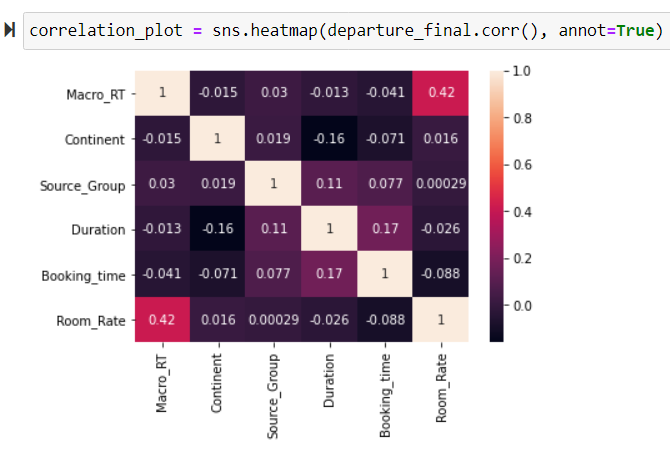 correlation_plot = sns.heatmap(departure_final.corr(), annot=True)
Macro_RT 1 -0.015 0.03 -0.013 -0.041 0.42
Continent -0.015 1 0.019 -0.16 -0.071 0.016
Source_Group 0.03 0.019 1 0.11 0.077 0.00029
Duration -0.013 -0.16 0.11 1 0.17 -0.026
Booking_time -0.041 -0.071 0.077 0.17 1 -0.088
Room_Rate 0.42 0.016 0.00029 -0.026 -0.088 1
Macro_RT
Continent
Source_Group
Duration
Booking_time
Room_Rate
1.0
0.8
0.6
0.4
0.2
0.0